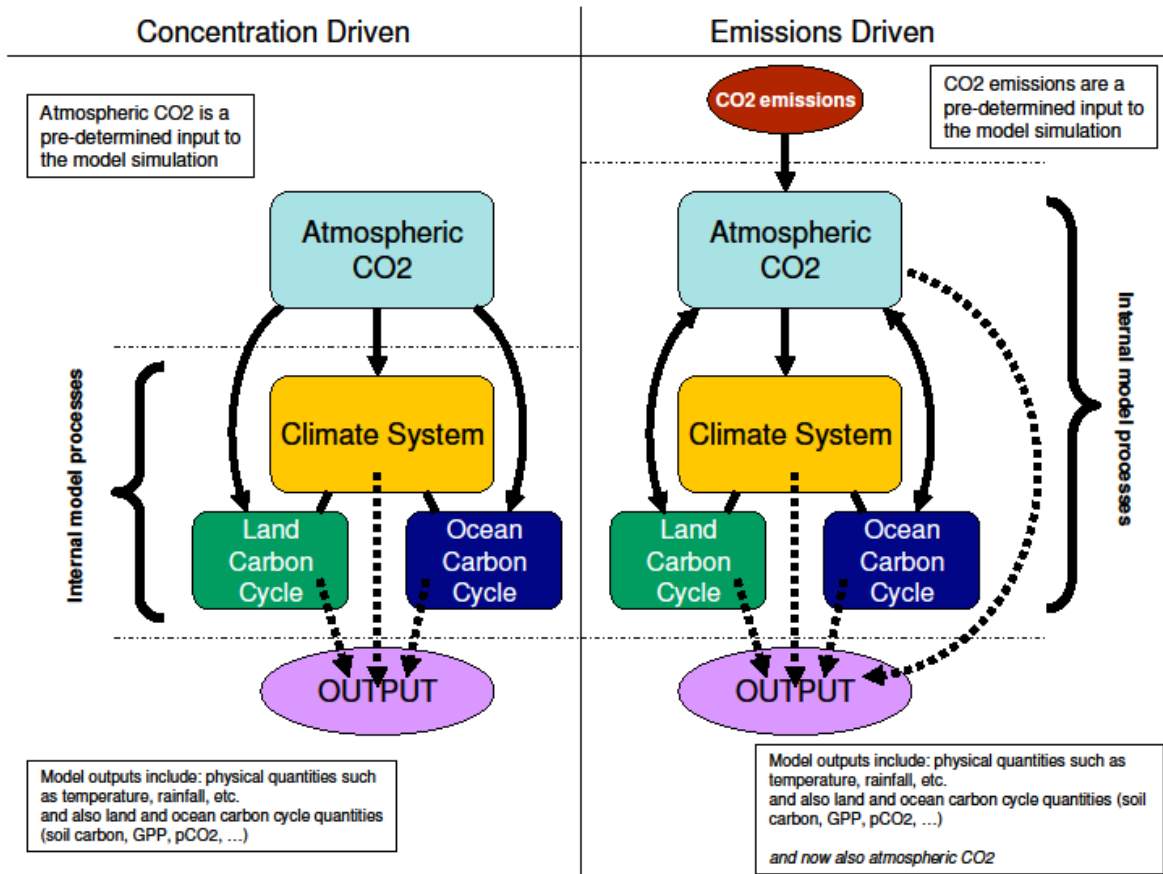 Concentration Driven
Atmospheric CO2 is a
pre-determined input to
the model simulation
Atmospheric
CO2
Internal model processes
Climate System
Land
Carbon
Cycle
Ocean
Carbon
Cycle
OUTPUT
Model outputs include: physical quantities such
as temperature, rainfall, etc.
and also land and ocean carbon cycle quantities
(soil carbon, GPP, pCO2, ...)
Emissions Driven
CO2 emissions
CO2 emissions are a
pre-determined input to
the model simulation
Atmospheric
CO2
Internal model processes
Climate System
Land
Carbon
Cycle
Ocean
Carbon
Cycle
OUTPUT
Model outputs include: physical quantities such as
temperature, rainfall, etc.
and also land and ocean carbon cycle quantities (soil
carbon, GPP, pCO2, ...)
and now also atmospheric CO2